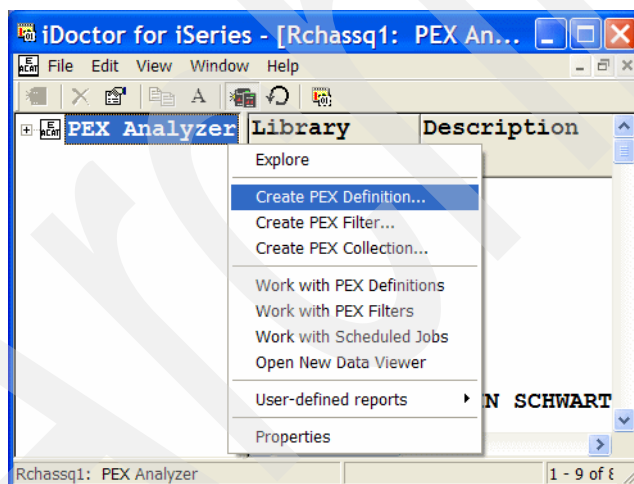 iDoctor for iSeries - [Rchassq1: PEX An...
File Edit View Window Help
PEX Analyzer Library Description
Explore
Create PEX Definition...
Create PEX Filter...
Create PEX Collection...
Work with PEX Definitions
Work with PEX Filters
Work with Scheduled Jobs
Open New Data Viewer
User-defined reports
N SCHWART
Properties
Rchassq1: PEX Analyzer 1 - 9 of